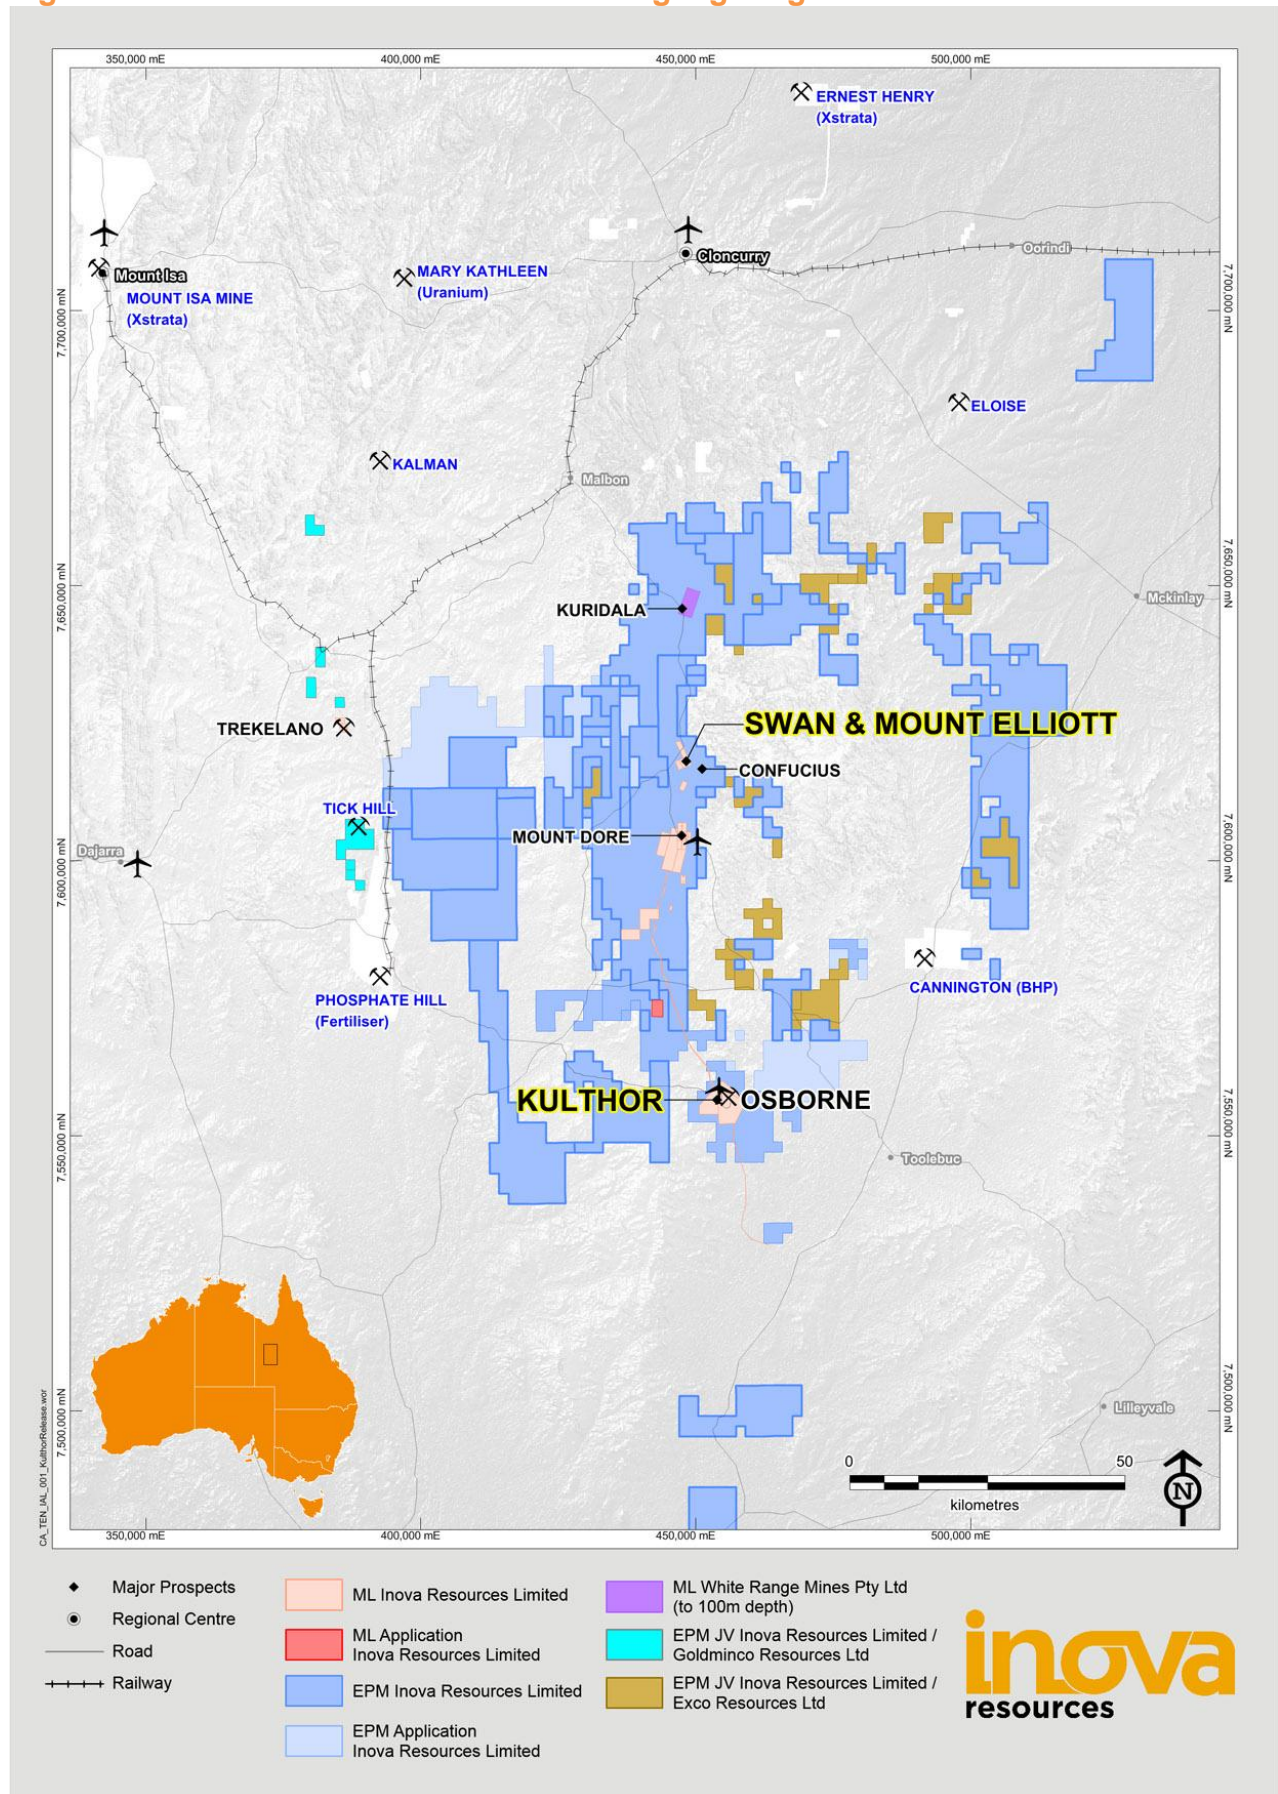 350,000 mE
400,000 mE
450,000 mE
500,000 mE
ERNEST HENRY
(Xstrata)
Cloncurry
Oorindi
Mount Isa
MOUNT ISA MINE
(Xstrata)
MARY KATHLEEN
(Uranium)
7,700,000 mN
7,700,000 mN
ELOISE
KALMAN
Malbon
7,650,000 mN
7,650,000 mN
KURIDALA
Mckinlay
TREKELANO
SWAN & MOUNT ELLIOTT
CONFUCIUS
TICK HILL
MOUNT DORE
Dajarra
7,600,000 mN
7,600,000 mN
PHOSPHATE HILL
(Fertiliser)
CANNINGTON (BHP)
KULTHOR
OSBORNE
7,550,000 mN
7,550,000 mN
Toolebuc
7,500,000 mN
7,500,000 mN
Lilleyvale
0
50
kilometres
N
CA_TEN_IAL_001_KulthorRelease.wor
350,000 mE
400,000 mE
450,000 mE
500,000 mE
Major Prospects
Regional Centre
Road
Railway
ML Inova Resources Limited
ML Application
Inova Resources Limited
EPM Inova Resources Limited
EPM Application
Inova Resources Limited
ML White Range Mines Pty Ltd
(to 100m depth)
EPM JV Inova Resources Limited /
Goldminco Resources Ltd
EPM JV Inova Resources Limited /
Exco Resources Ltd
inova
resources